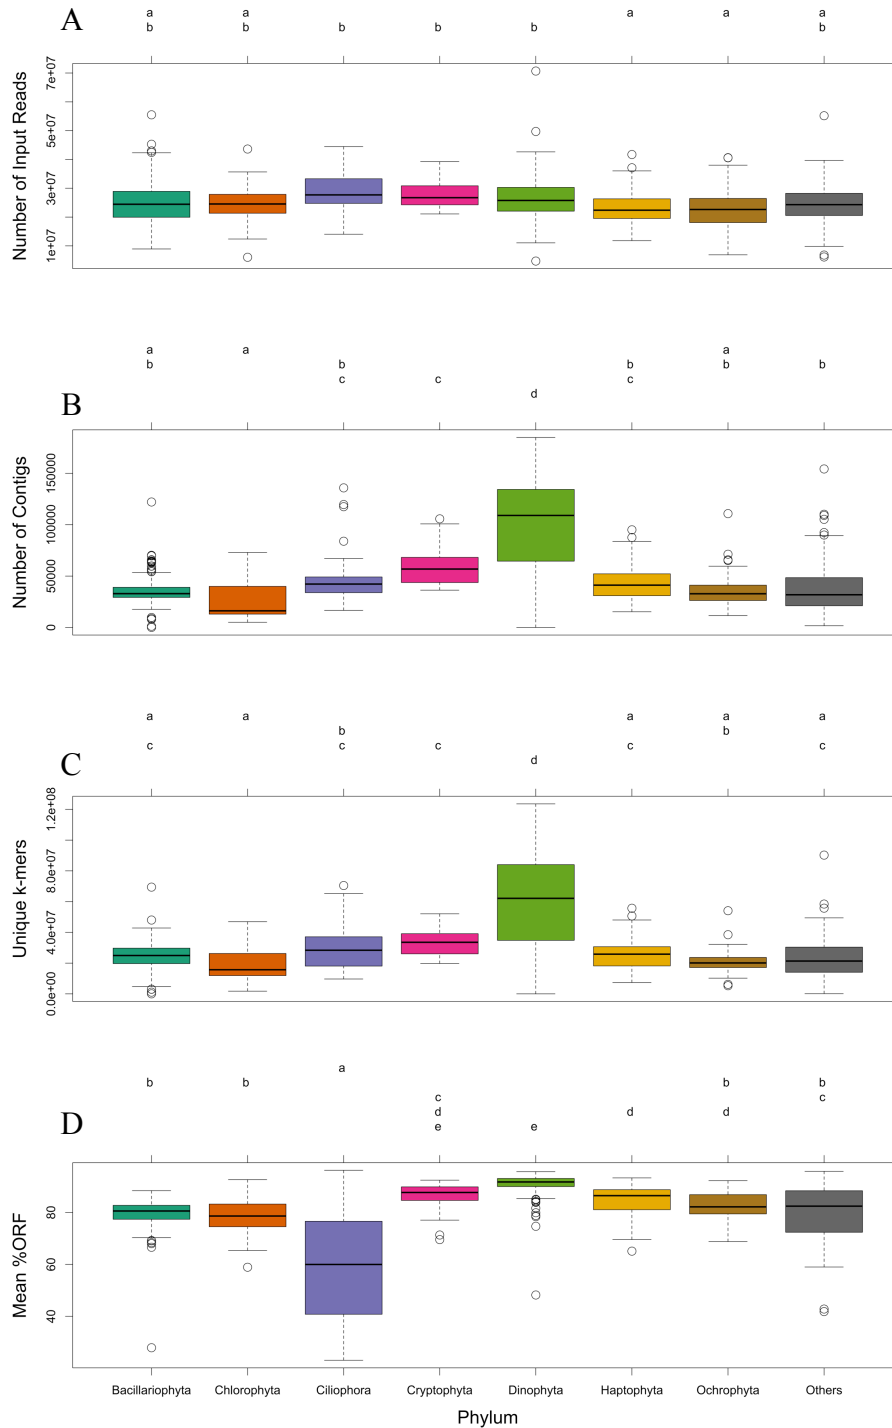 A
a a a a a
b b b b b b
Number of Input Reads
7e+07
5e+07
3e+07
1e+07
B
a a a
b b b b b
c c c
d
Number of Contigs
150000
100000
50000
0
C
a a a a a
b b
c c c c c
d
Unique k-mers
1.2e+08
8.0e+07
4.0e+07
0.0e+00
D
a
b b b b
c c
d d d
e e
Mean %ORF
80
60
40
Bacillariophyta Chlorophyta Ciliophora Cryptophyta Dinophyta Haptophyta Ochrophyta Others
Phylum